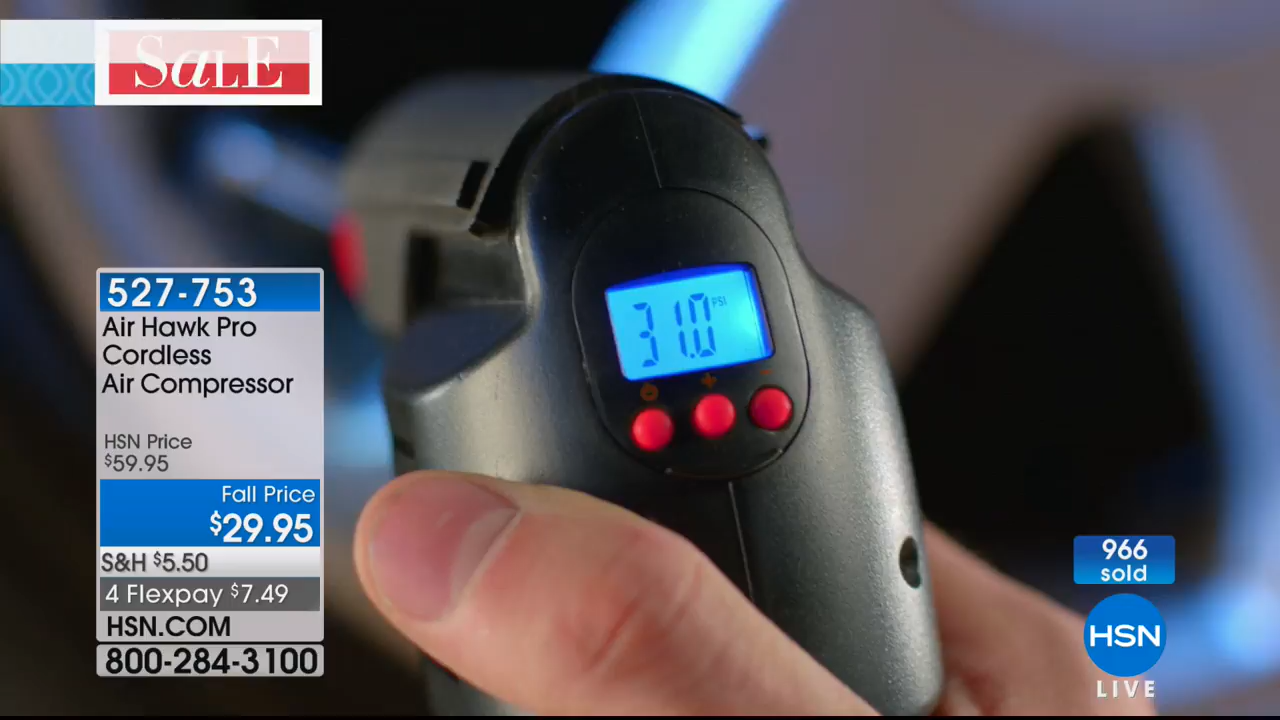 SaLE
527-753
Air Hawk Pro
Cordless
Air Compressor
HSN Price
$59.95
Fall Price
$29.95
S&H $5.50
4 Flexpay $7.49
HSN.COM
800-284-3100
31.0 PSI
+
-
966
sold
HSN
LIVE